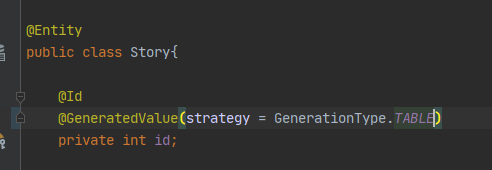 @Entity
public class Story{
@Id
@GeneratedValue(strategy = GenerationType.TABLE)
private int id;